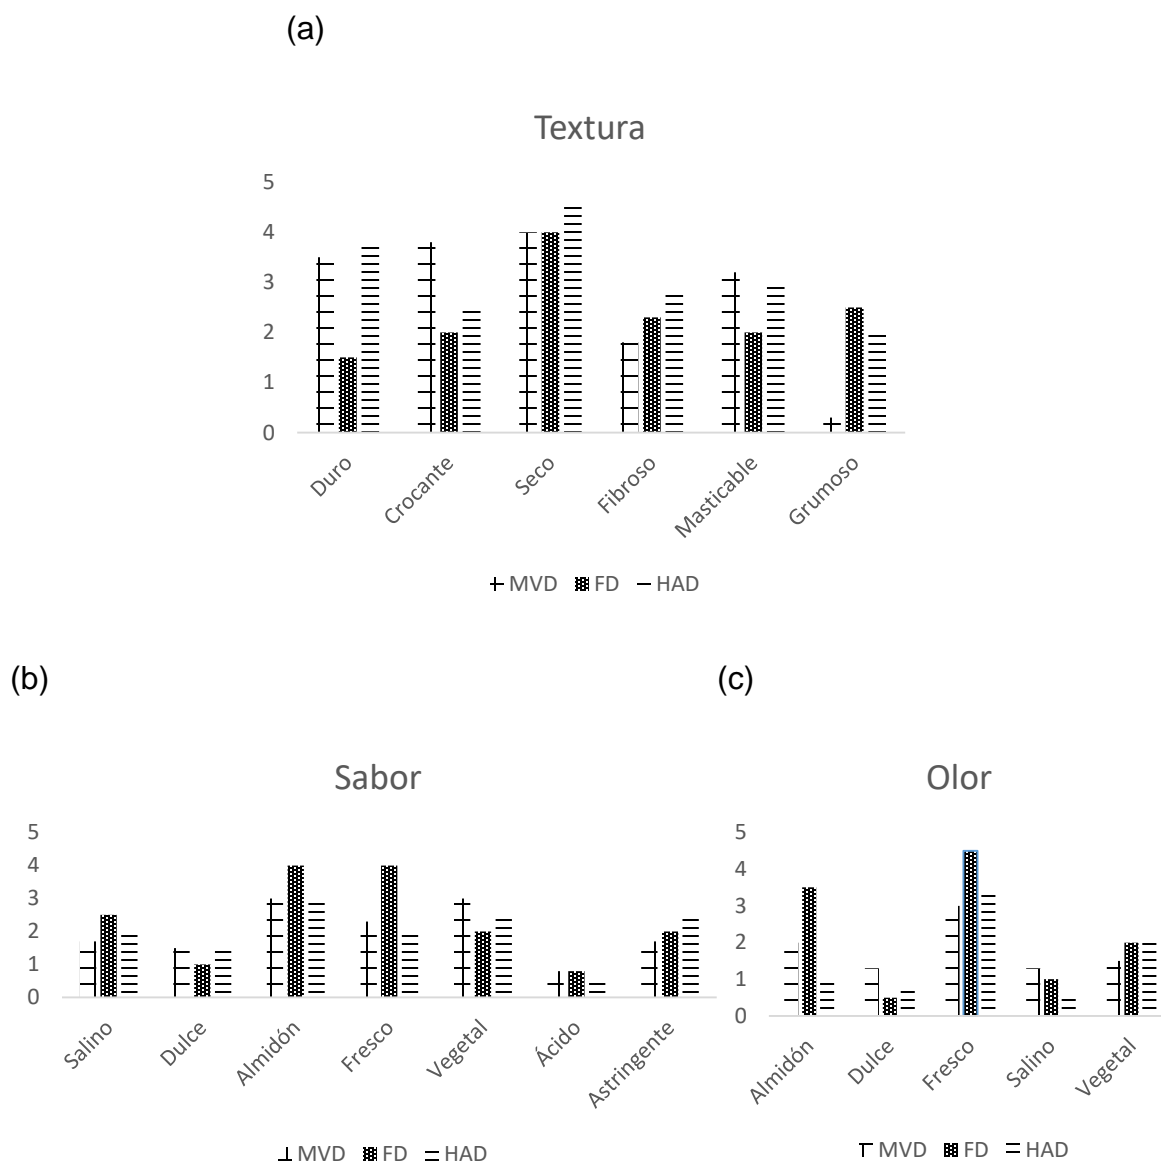 (a)
Textura
5
4
3
2
1
0
Duro
Crocante
Seco
Fibroso
Masticable
Grumoso
MVD FD HAD
(b)
Sabor
5
4
3
2
1
0
Salino
Dulce
Almidón
Fresco
Vegetal
Ácido
Astringente
MVD FD HAD
(c)
Olor
5
4
3
2
1
0
Almidón
Dulce
Fresco
Salino
Vegetal
MVD FD HAD